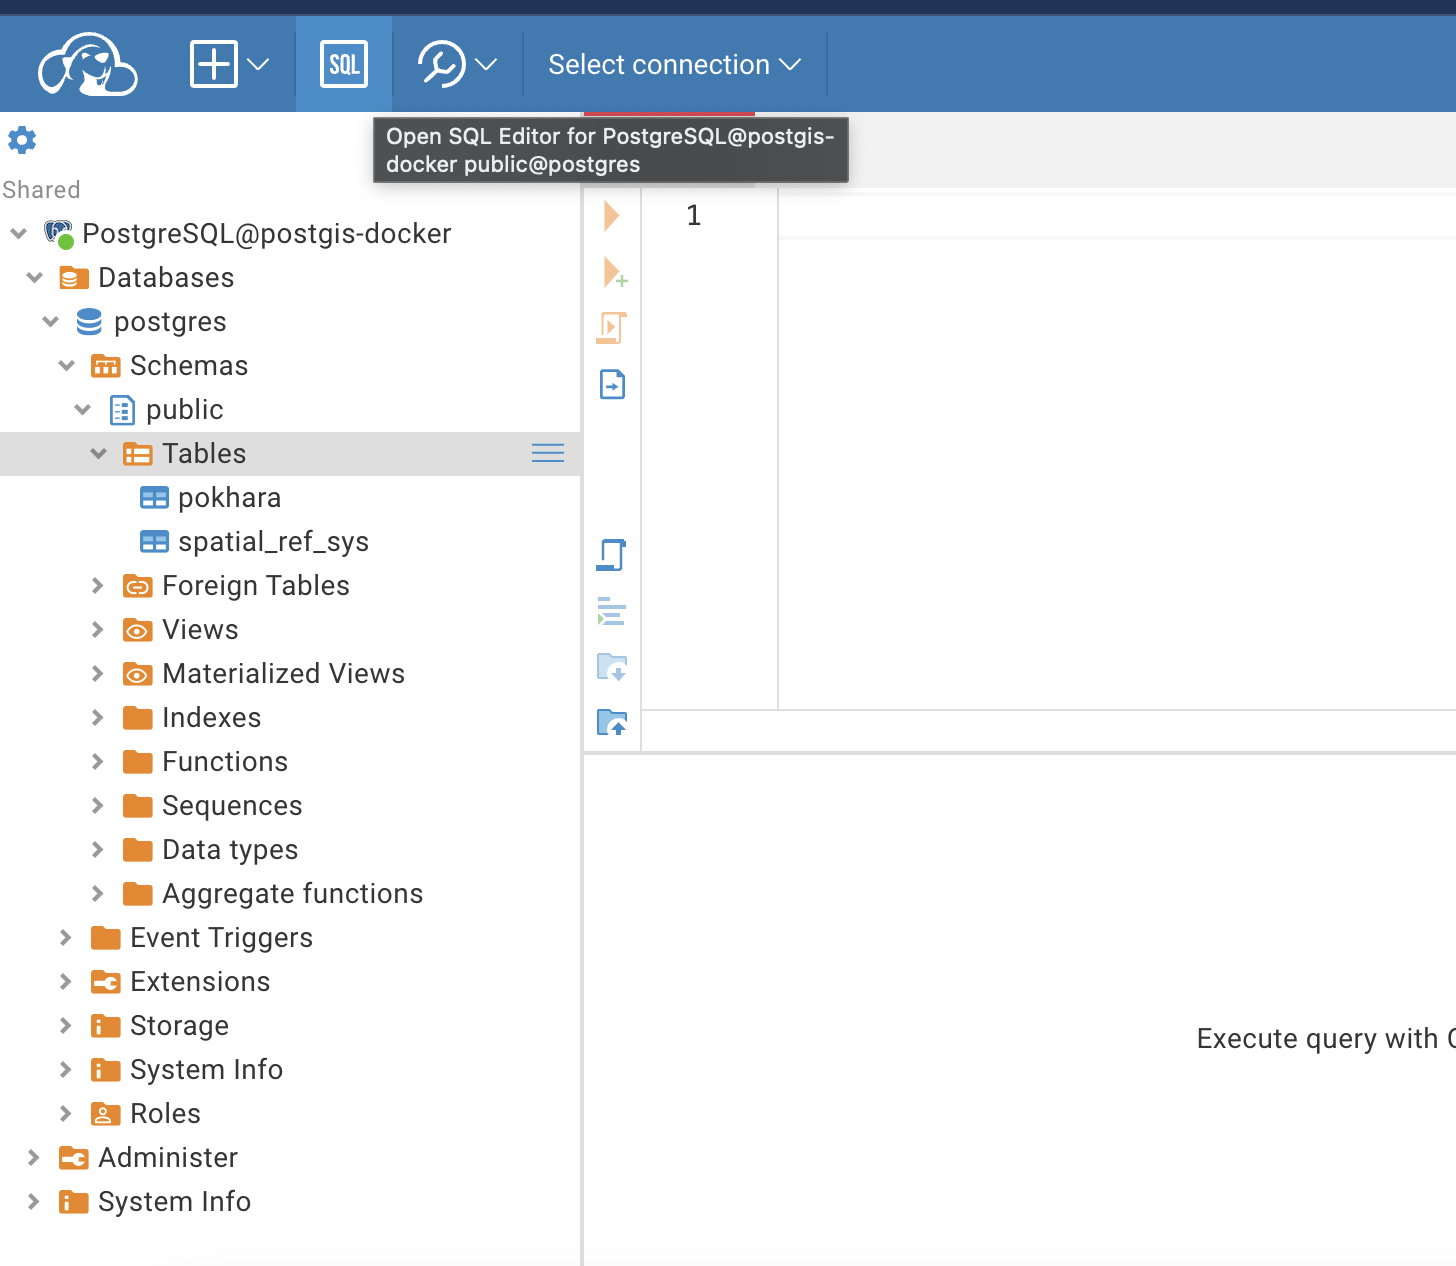 SQL
Select connection
Open SQL Editor for PostgreSQL@postgis-
docker public@postgres
Shared
PostgreSQL@postgis-docker
Databases
postgres
Schemas
public
Tables
pokhara
spatial_ref_sys
Foreign Tables
Views
Materialized Views
Indexes
Functions
Sequences
Data types
Aggregate functions
Event Triggers
Extensions
Storage
System Info
Roles
Administer
System Info
1
Execute query with